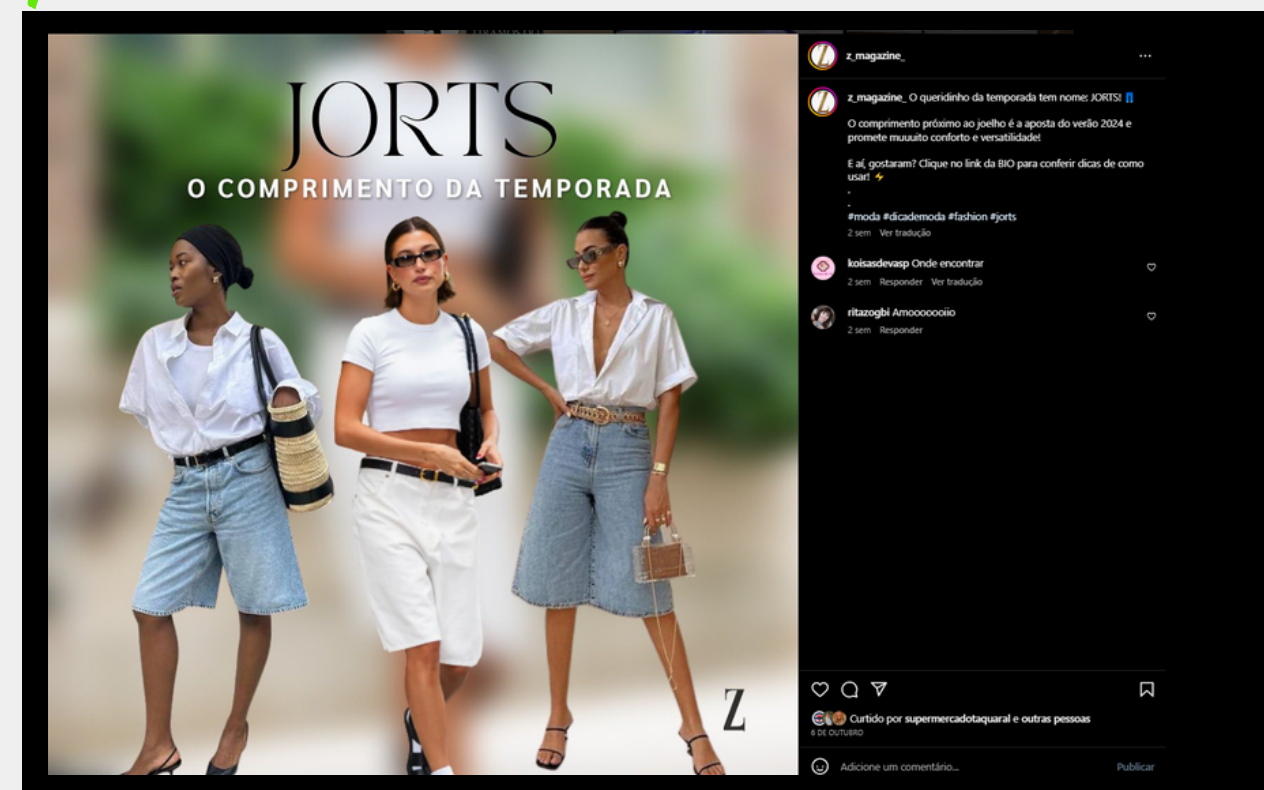 JORTS
O COMPRIMENTO DA TEMPORADA
Z
z_magazine_
z_magazine_ O queridinho da temporada tem nome: JORTS! 👖
O comprimento próximo ao joelho é a aposta do verão 2024 e
promete muuuito conforto e versatilidade!
E aí, gostaram? Clique no link da BIO para conferir dicas de como
usar! ⚡
.
.
#moda #dicademoda #fashion #jorts
2 sem Ver tradução
koisasdevasp Onde encontrar
2 sem Responder Ver tradução
ritazogbi Amooooooiio
2 sem Responder
Curtido por supermercadotaquaral e outras pessoas
6 DE OUTUBRO
Adicione um comentário...
Publicar